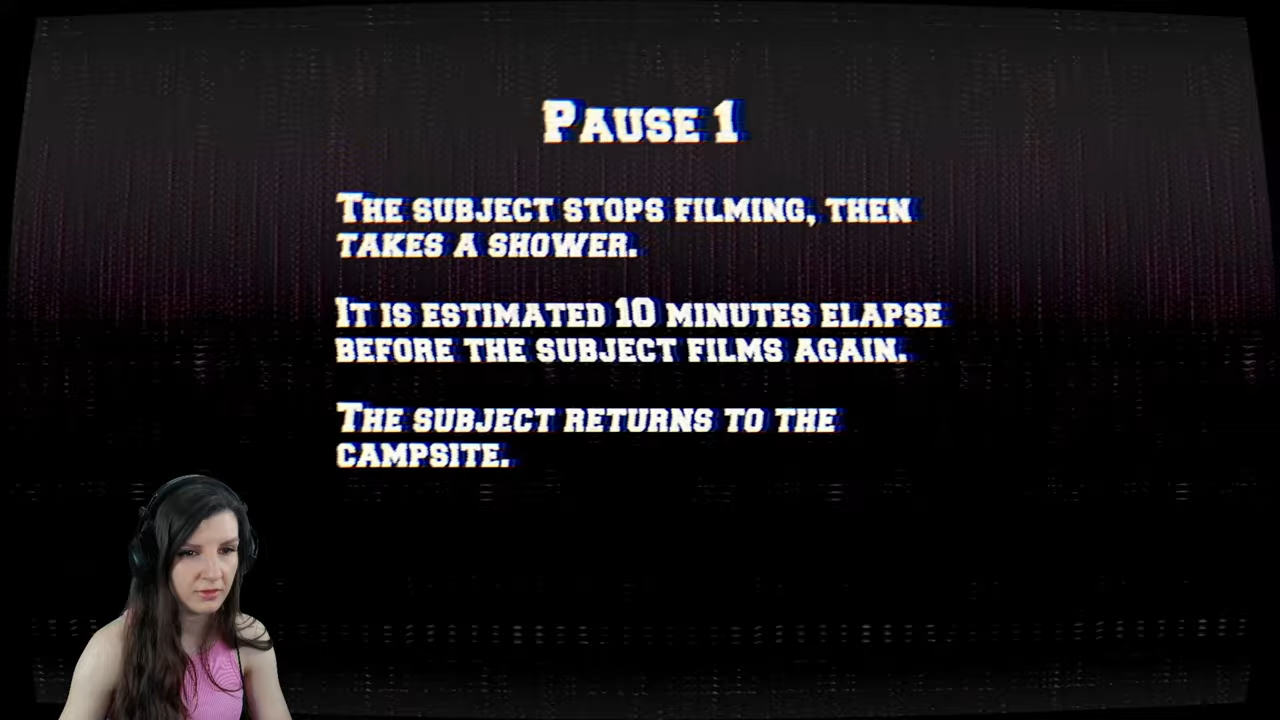 Pause 1
The subject stops filming, then
takes a shower.
It is estimated 10 minutes elapse
before the subject films again.
The subject returns to the
campsite.